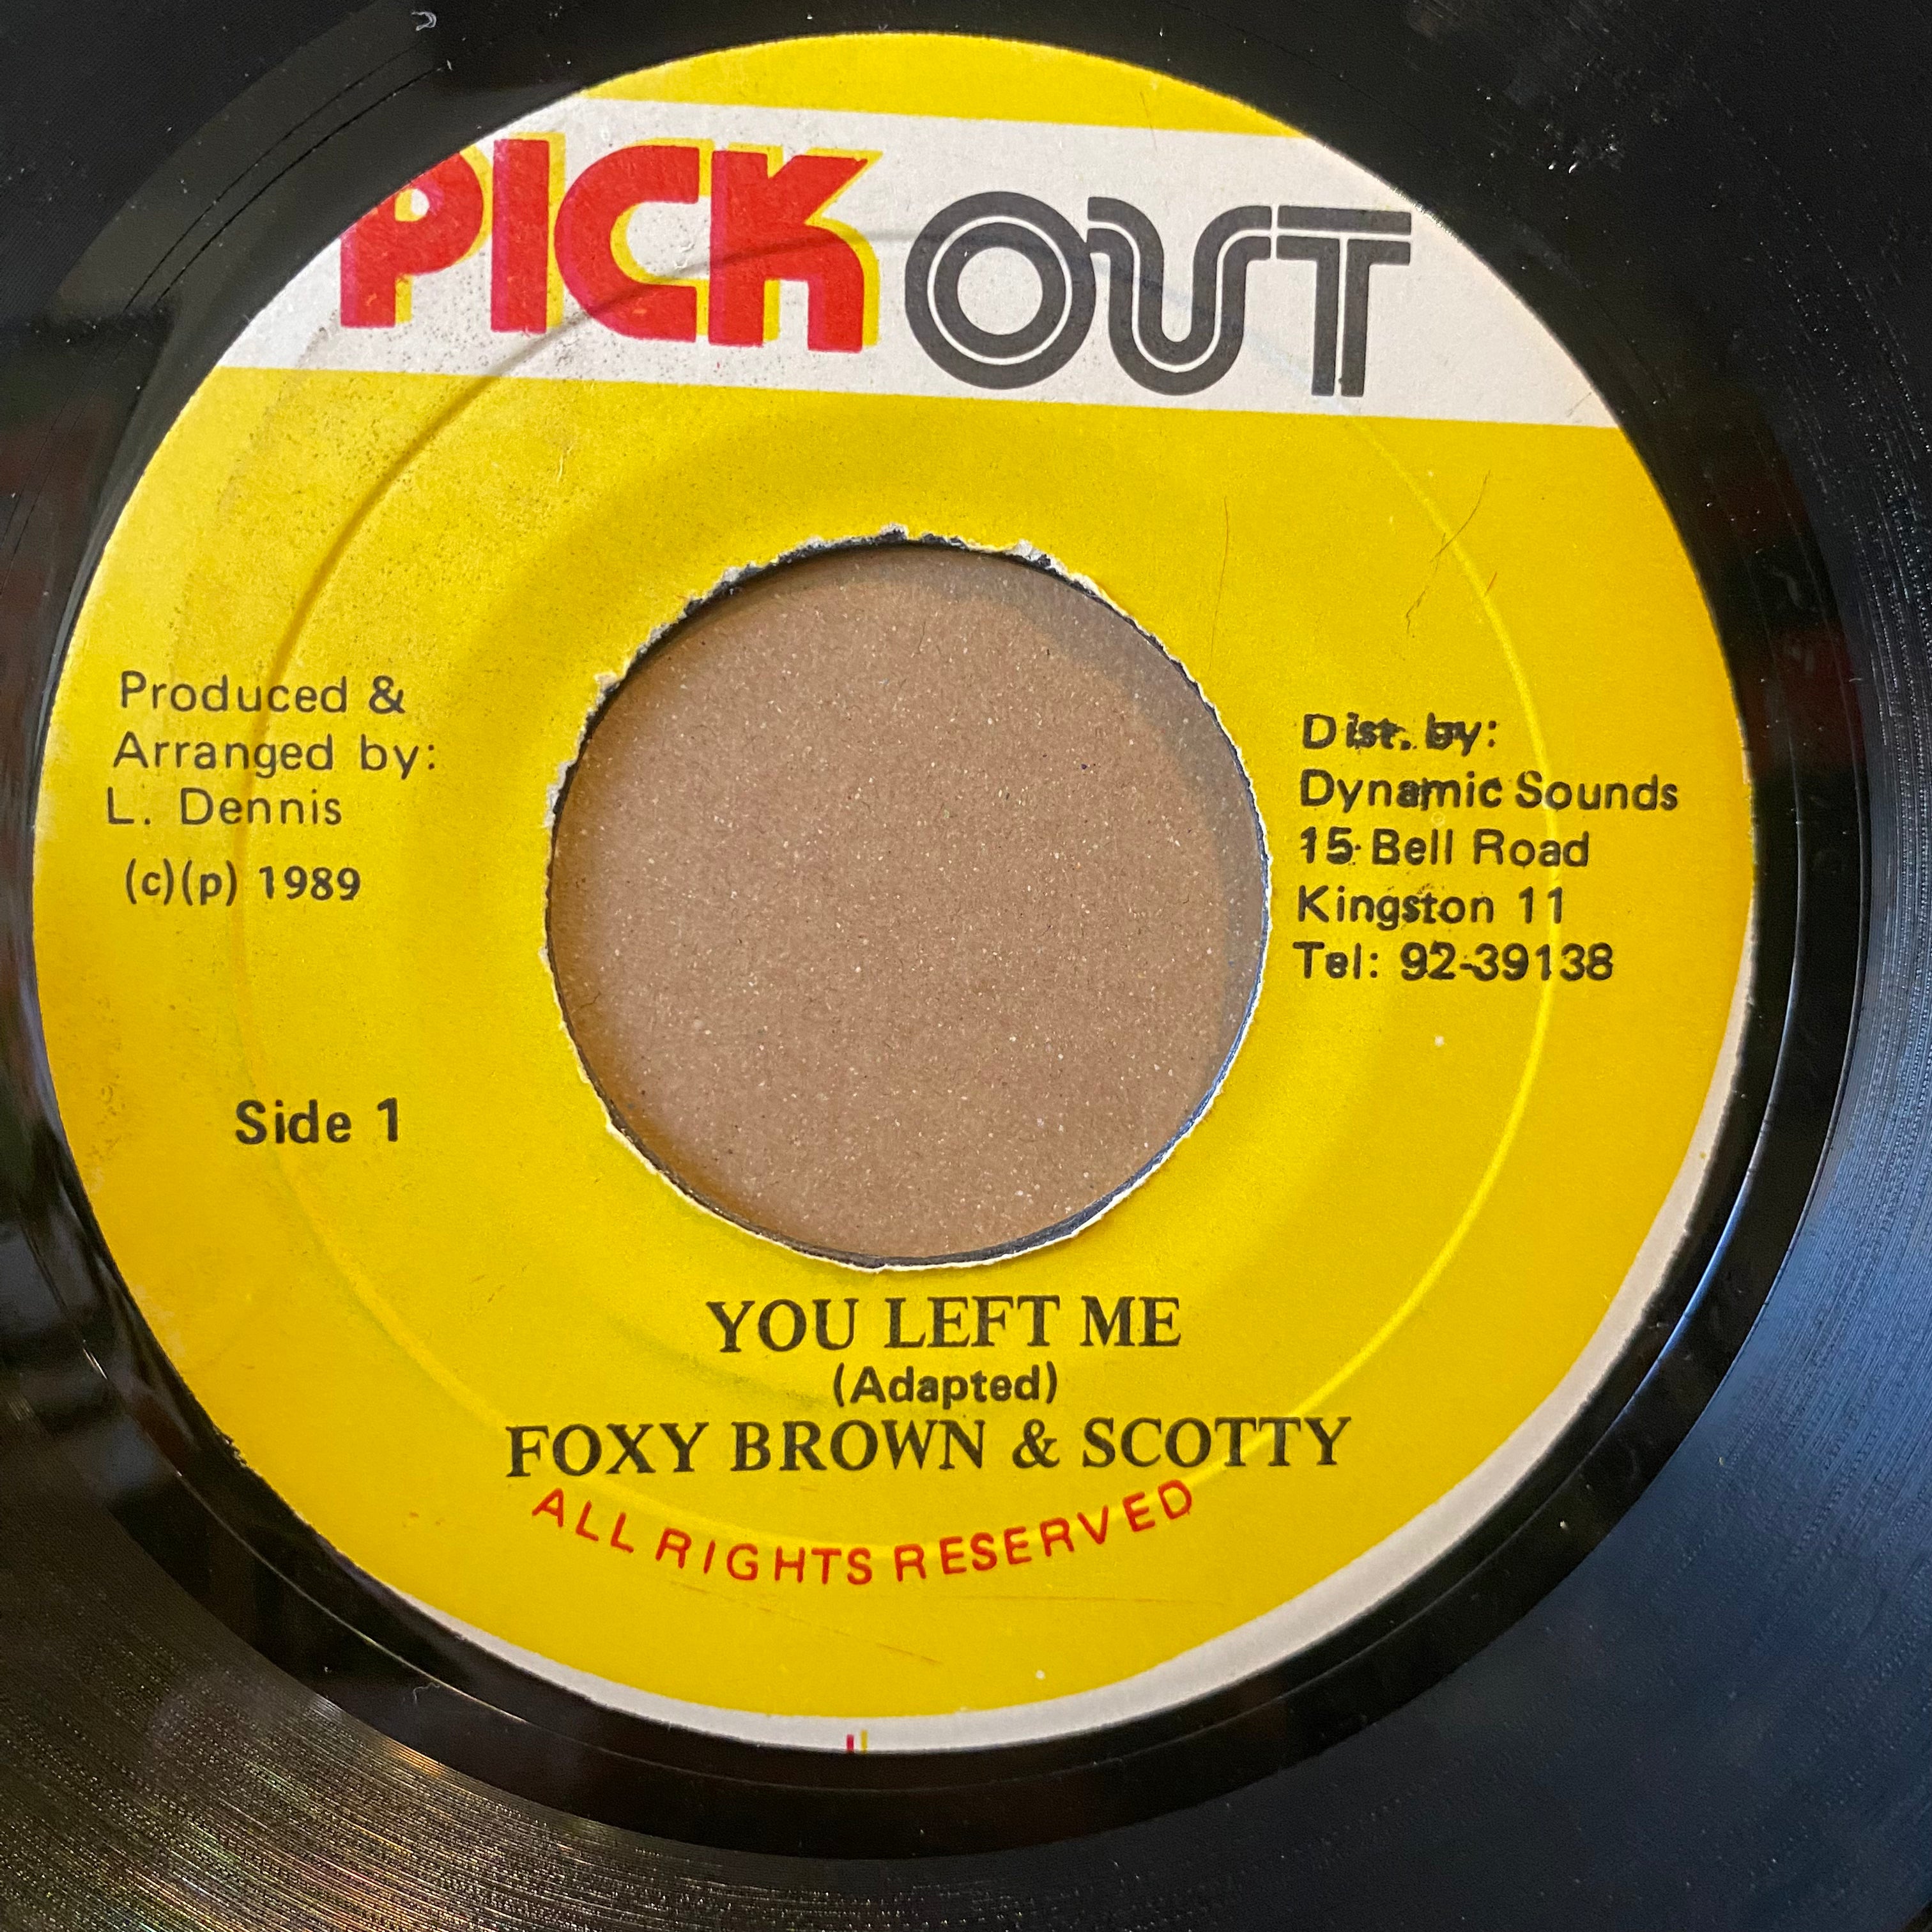 PICK OUT
Produced &
Arranged by:
L. Dennis
(c)(p) 1989
Dist. by:
Dynamic Sounds
15 Bell Road
Kingston 11
Tel: 92-39138
Side 1
YOU LEFT ME
(Adapted)
FOXY BROWN & SCOTTY
ALL RIGHTS RESERVED